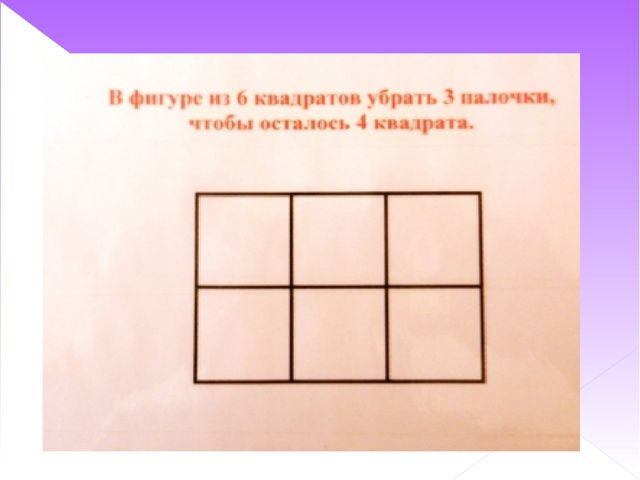 В фигуре из 6 квадратов убрать 3 палочки,
чтобы осталось 4 квадрата.